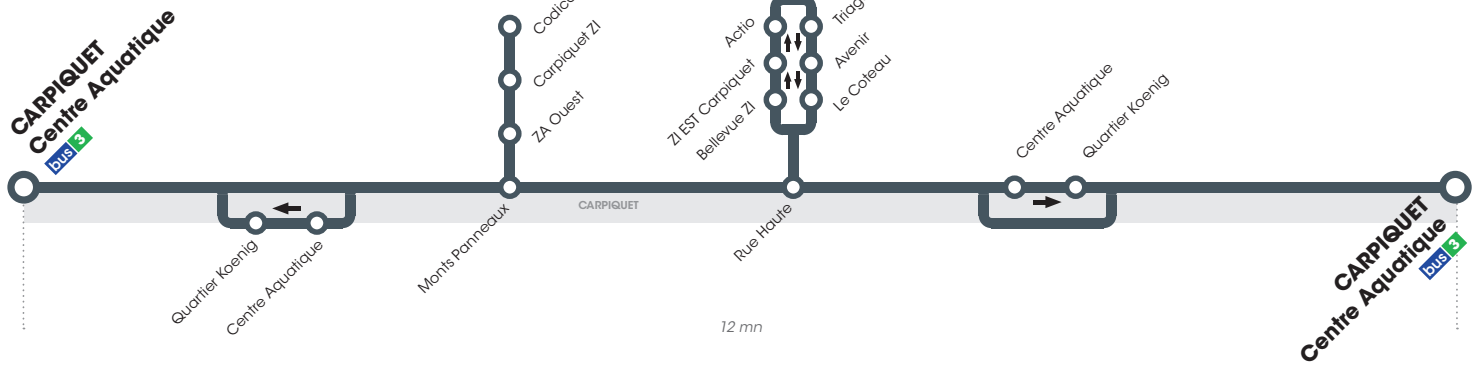 CARPIQUET
Centre Aquatique
bus 3
Carpiquet ZI
ZA Ouest
Actio
ZI EST Carpiquet
Bellevue ZI
Avenir
Le Coteau
Centre Aquatique
Quartier Koenig
CARPIQUET
Quartier Koenig
Centre Aquatique
Monts Panneaux
Rue Haute
CARPIQUET
Centre Aquatique
bus 3
12 mn